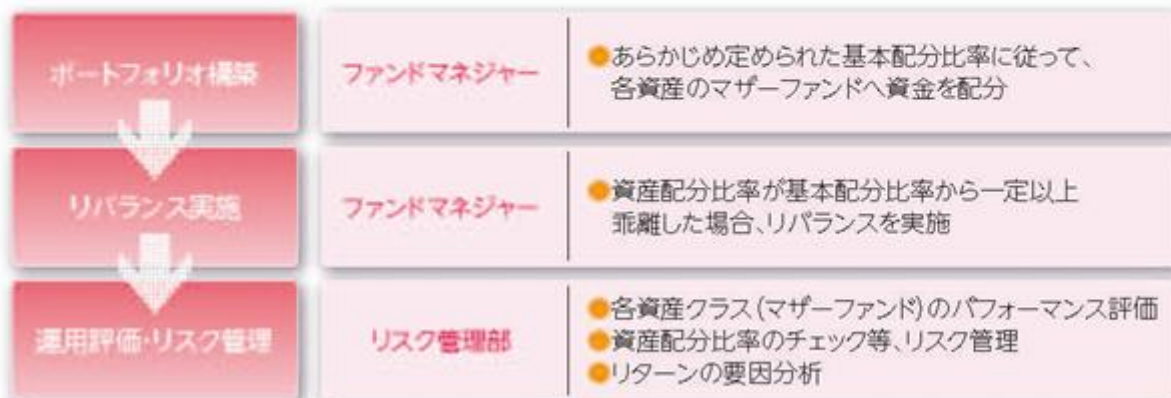 ポートフォリオ構築
ファンドマネジャー
●あらかじめ定められた基本配分比率に従って、
各資産のマザーファンドへ資金を配分
リバランス実施
ファンドマネジャー
●資産配分比率が基本配分比率から一定以上
乖離した場合、リバランスを実施
運用評価・リスク管理
リスク管理部
●各資産クラス(マザーファンド)のパフォーマンス評価
●資産配分比率のチェック等、リスク管理
●リターンの要因分析